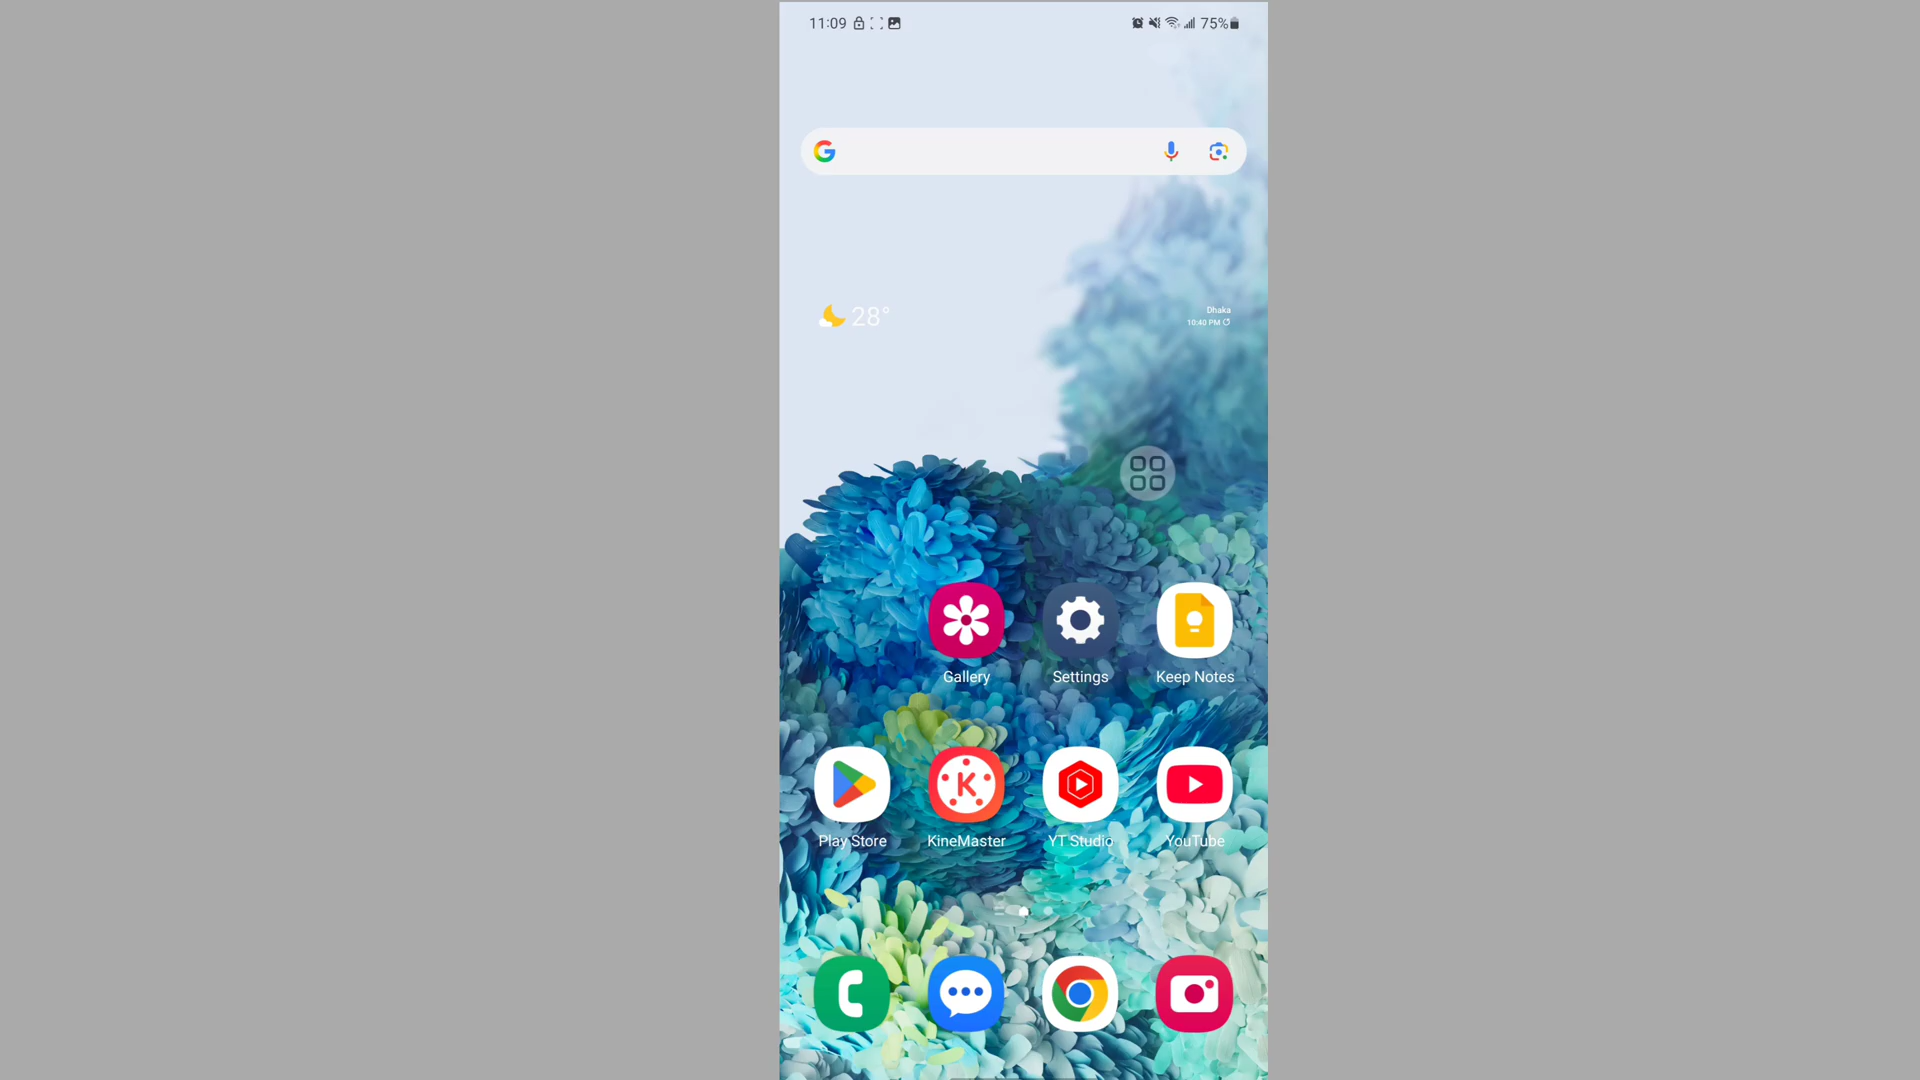 11:09
75%
28°
Dhaka
10:40 PM
Gallery
Settings
Keep Notes
Play Store
KineMaster
YT Studio
YouTube